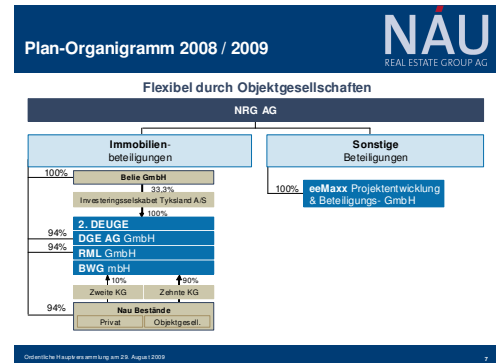 Plan-Organigramm 2008 / 2009
NÁU
REAL ESTATE GROUP AG
Flexibel durch Objektgesellschaften
NRG AG
Immobilien-
beteiligungen
Sonstige
Beteiligungen
100%
Belie GmbH
33,3%
Investeringsselskabet Tyksland A/S
100%
100%
eeMaxx Projektentwicklung
& Beteiligungs- GmbH
2. DEUGE
94%
DGE AG GmbH
94%
RML GmbH
BWG mbH
10%
90%
Zweite KG
Zehnte KG
94%
Nau Bestände
Privat
Objektgesell.
Ordentliche Hauptversammlung am 29. August 2009
7